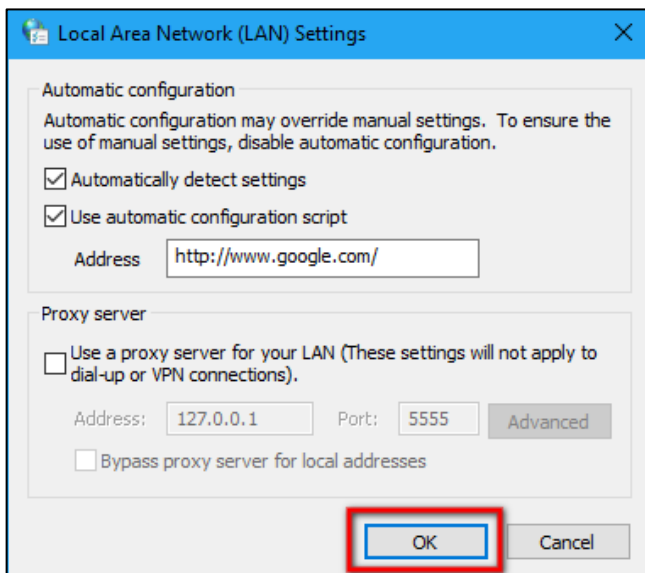 Local Area Network (LAN) Settings
Automatic configuration
Automatic configuration may override manual settings. To ensure the
use of manual settings, disable automatic configuration.
Automatically detect settings
Use automatic configuration script
Address http://www.google.com/
Proxy server
Use a proxy server for your LAN (These settings will not apply to
dial-up or VPN connections).
Address: 127.0.0.1 Port: 5555 Advanced
Bypass proxy server for local addresses
OK Cancel